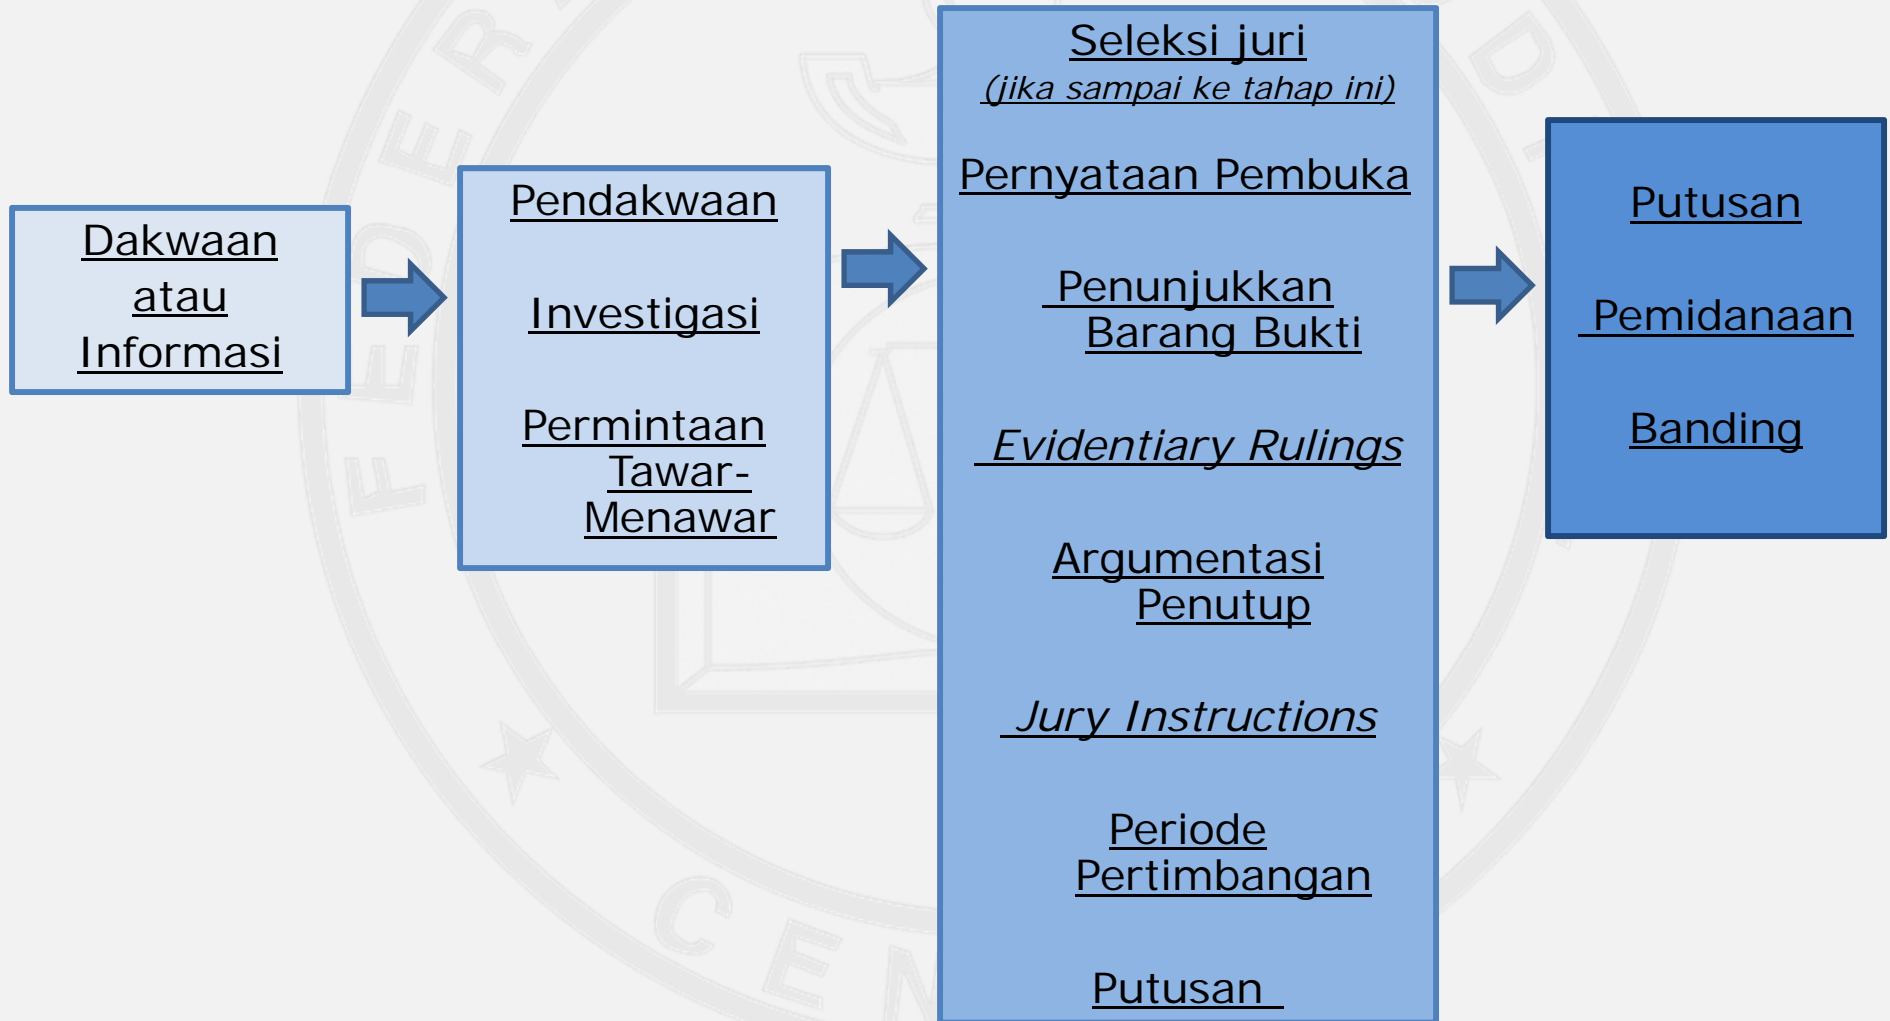 Dakwaan
atau
Informasi
Pendakwaan
Investigasi
Permintaan
Tawar-
Menawar
Seleksi juri
(jika sampai ke tahap ini)
Pernyataan Pembuka
Penunjukkan
Barang Bukti
Evidentiary Rulings
Argumentasi
Penutup
Jury Instructions
Periode
Pertimbangan
Putusan
Putusan
Pemidanaan
Banding